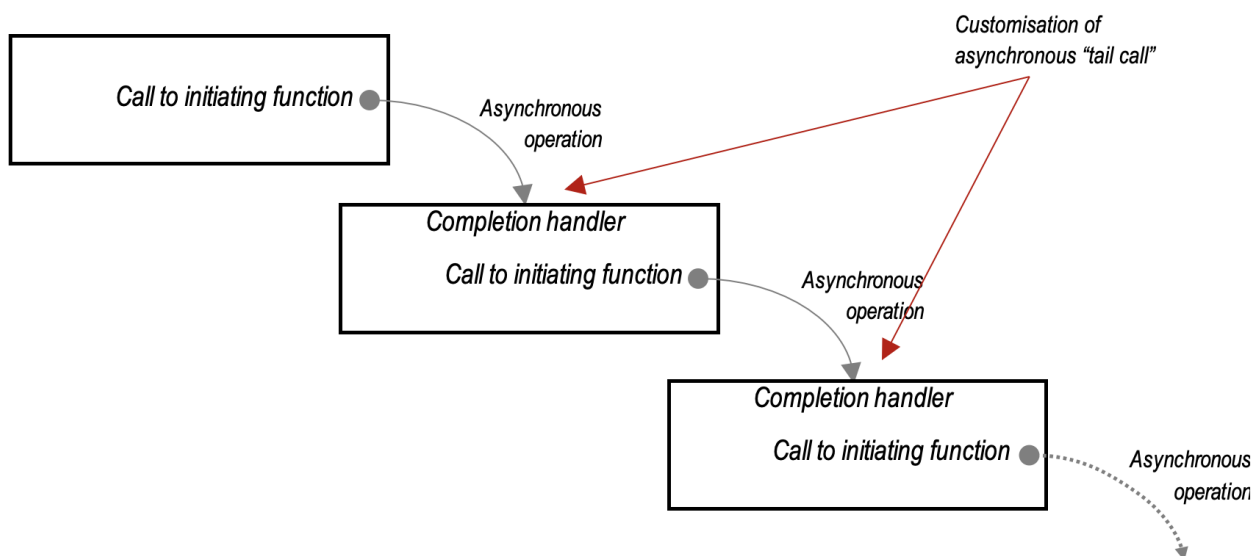 Customisation of
asynchronous “tail call”
Call to initiating function
Asynchronous
operation
Completion handler
Call to initiating function
Asynchronous
operation
Completion handler
Call to initiating function
Asynchronous
operation